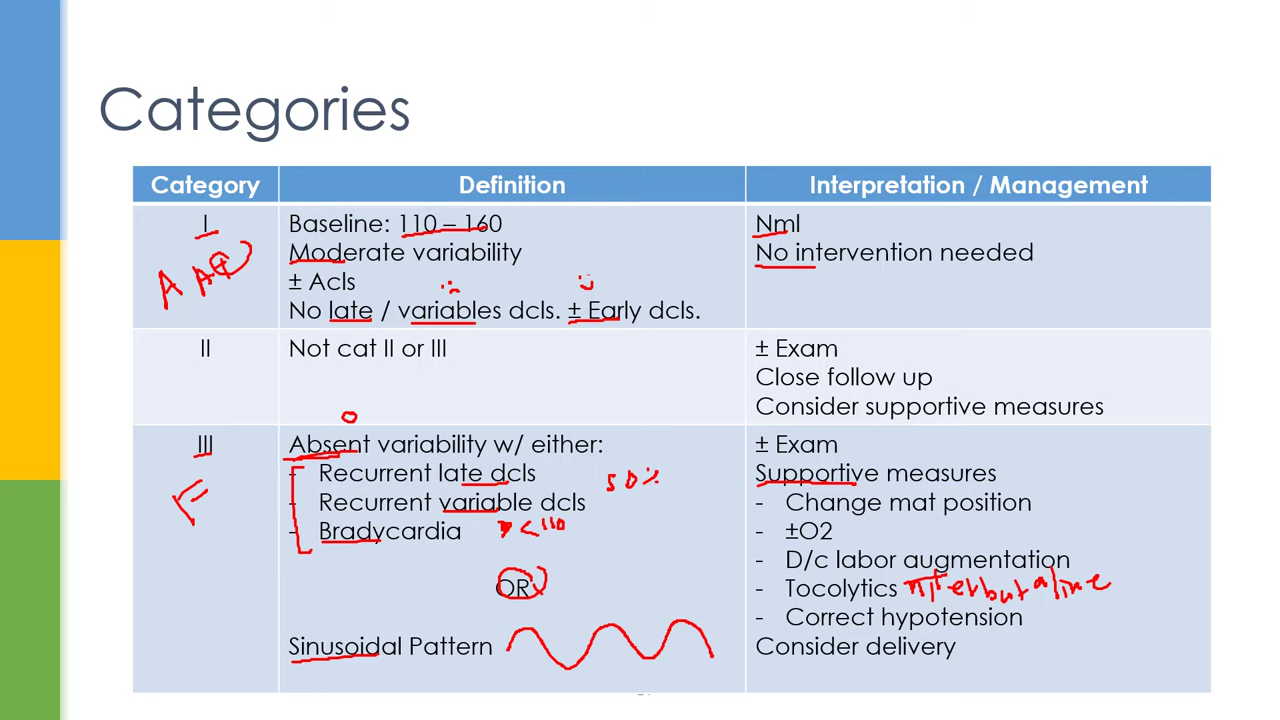 Categories
Category Definition Interpretation / Management
I Baseline: 110 – 160 Nml
Moderate variability No intervention needed
A A+
± Acls
No late / variables dcls. ± Early dcls.
II Not cat II or III ± Exam
Close follow up
Consider supportive measures
III Absent variability w/ either: ± Exam
- Recurrent late dcls 50% Supportive measures
F
- Recurrent variable dcls - Change mat position
- Bradycardia < 110 - ±O2
- D/c labor augmentation
OR - Tocolytics terbutaline
- Correct hypotension
Sinusoidal Pattern Consider delivery